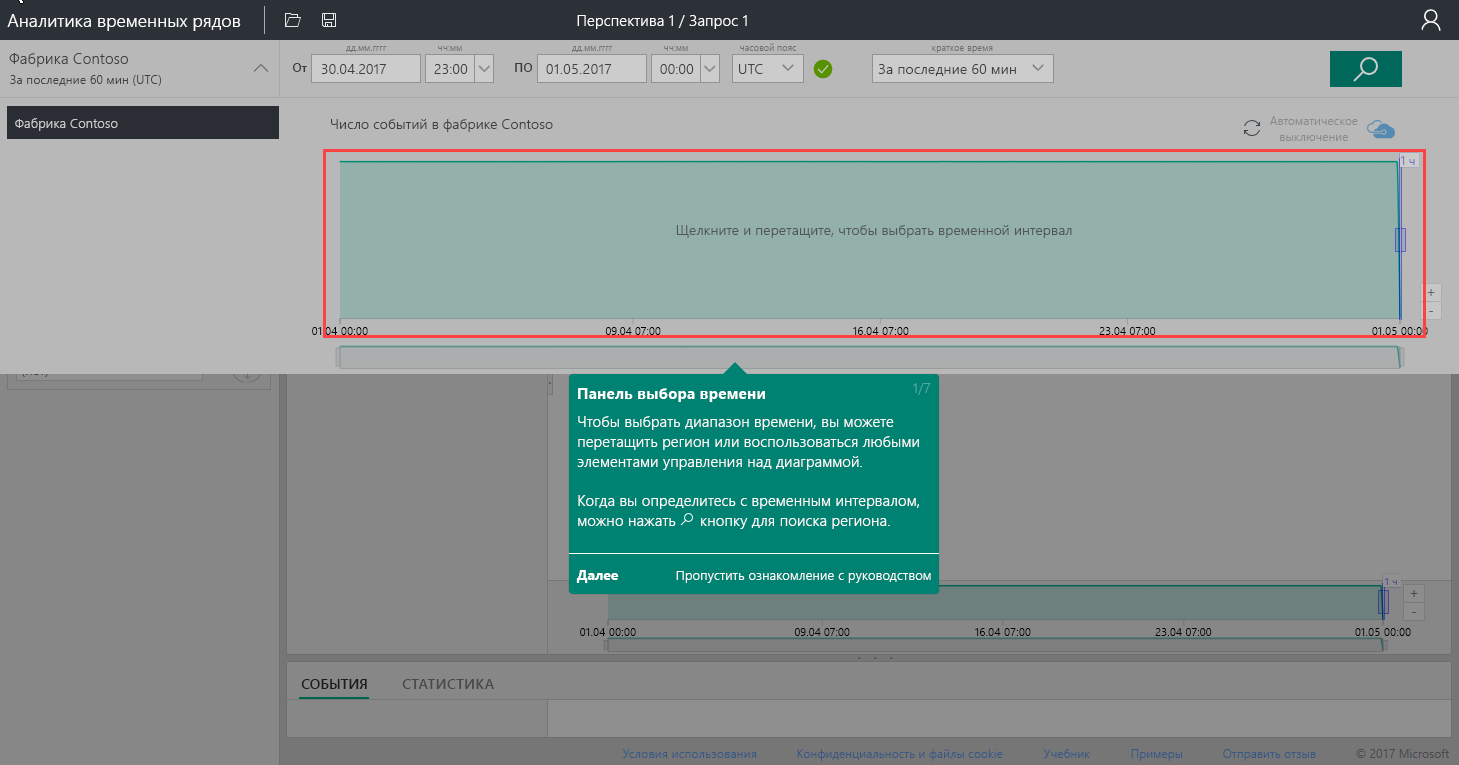 Аналитика временных рядов
Перспектива 1 / Запрос 1
Фабрика Contoso
За последние 60 мин (UTC)
От
дд.мм.гггг
30.04.2017
чч:мм
23:00
ПО
дд.мм.гггг
01.05.2017
чч:мм
00:00
часовой пояс
UTC
краткое время
За последние 60 мин
Фабрика Contoso
Число событий в фабрике Contoso
Автоматическое
выключение
1 ч
Щелкните и перетащите, чтобы выбрать временной интервал
+
-
01.04 00:00
09.04 07:00
16.04 07:00
23.04 07:00
01.05 00:00
Панель выбора времени
1/7
Чтобы выбрать диапазон времени, вы можете
перетащить регион или воспользоваться любыми
элементами управления над диаграммой.
Когда вы определитесь с временным интервалом,
можно нажать кнопку для поиска региона.
Далее
Пропустить ознакомление с руководством
1 ч
+
-
01.04 00:00
09.04 07:00
16.04 07:00
23.04 07:00
01.05 00:00
СОБЫТИЯ
СТАТИСТИКА
Условия использования
Конфиденциальность и файлы cookie
Учебник
Примеры
Отправить отзыв
© 2017 Microsoft